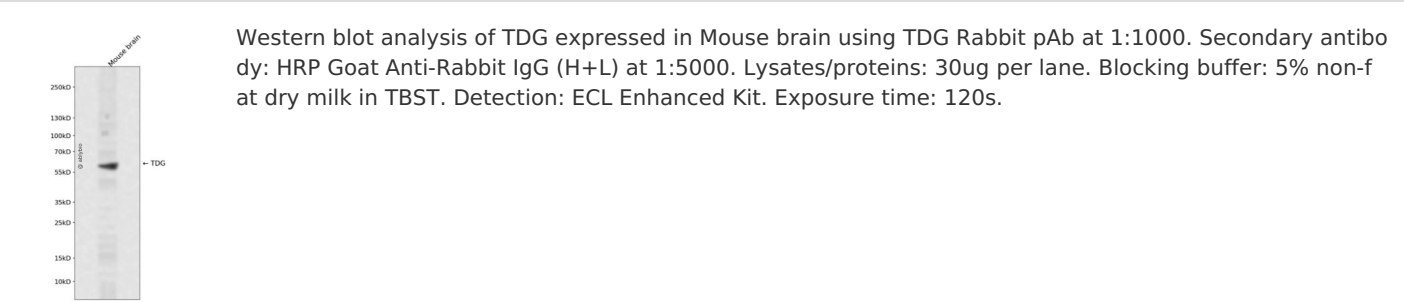 Mouse brain
Western blot analysis of TDG expressed in Mouse brain using TDG Rabbit pAb at 1:1000. Secondary antibo
dy: HRP Goat Anti-Rabbit IgG (H+L) at 1:5000. Lysates/proteins: 30ug per lane. Blocking buffer: 5% non-f
at dry milk in TBST. Detection: ECL Enhanced Kit. Exposure time: 120s.
250kD
130kD
100kD
70kD
← TDG
55kD
35kD
25kD
15kD
10kD